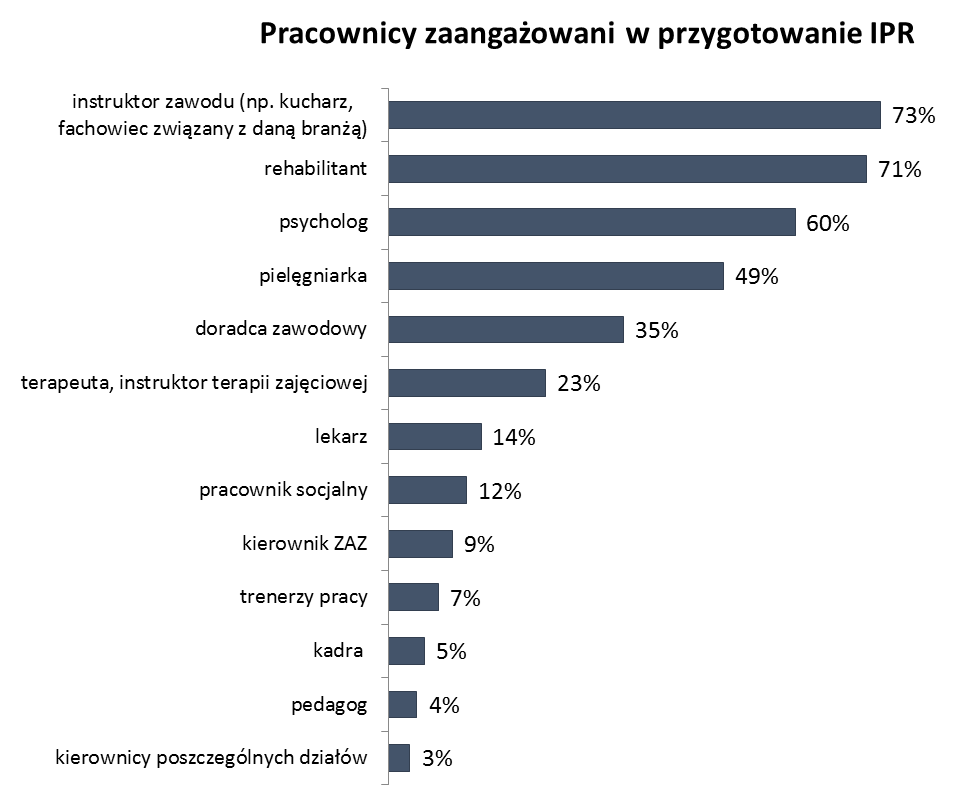 Pracownicy zaangażowani w przygotowanie IPR
instruktor zawodu (np. kucharz,
fachowiec związany z daną branżą)
73%
rehabilitant
71%
psycholog
60%
pielęgniarka
49%
doradca zawodowy
35%
terapeuta, instruktor terapii zajęciowej
23%
lekarz
14%
pracownik socjalny
12%
kierownik ZAZ
9%
trenerzy pracy
7%
kadra
5%
pedagog
4%
kierownicy poszczególnych działów
3%